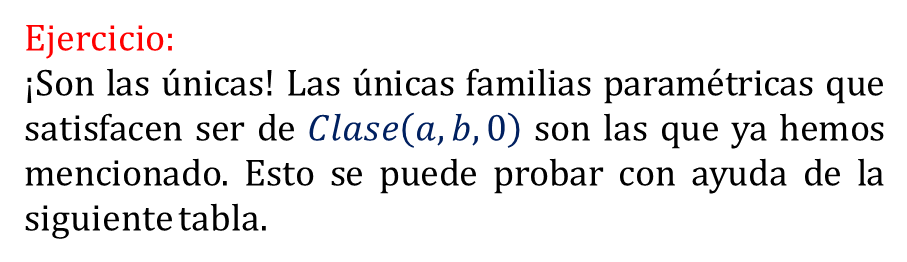 Ejercicio:
¡Son las únicas! Las únicas familias paramétricas que
satisfacen ser de Clase(a, b, 0) son las que ya hemos
mencionado. Esto se puede probar con ayuda de la
siguiente tabla.